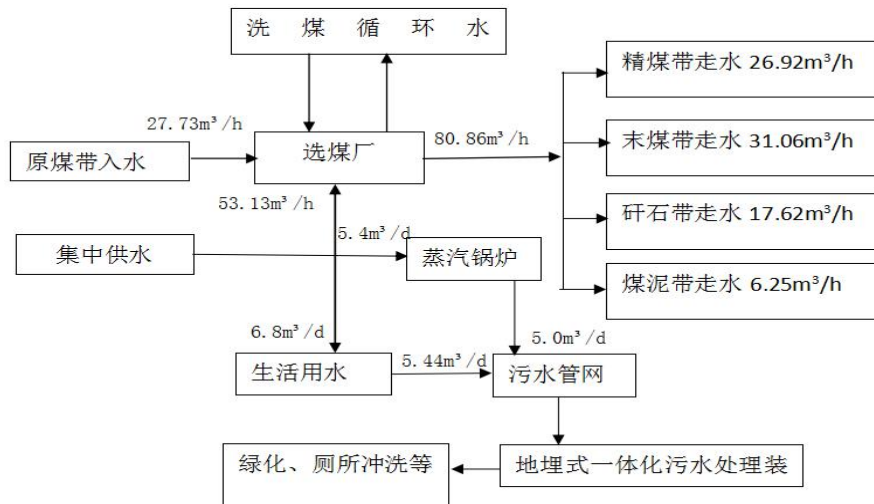 洗煤循环水
精煤带走水 26.92m³/h
27.73m³/h
原煤带入水
选煤厂
80.86m³/h
末煤带走水 31.06m³/h
53.13m³/h
矸石带走水 17.62m³/h
集中供水
5.4m³/d
蒸汽锅炉
煤泥带走水 6.25m³/h
6.8m³/d
5.0m³/d
生活用水
5.44m³/d
污水管网
绿化、厕所冲洗等
地埋式一体化污水处理装